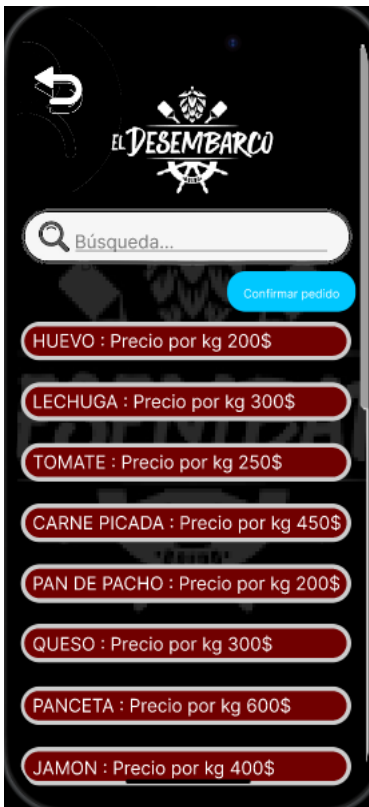 EL DESEMBARCO
Búsqueda...
Confirmar pedido
HUEVO : Precio por kg 200$
LECHUGA : Precio por kg 300$
TOMATE : Precio por kg 250$
CARNE PICADA : Precio por kg 450$
PAN DE PACHO : Precio por kg 200$
QUESO : Precio por kg 300$
PANCETA : Precio por kg 600$
JAMON : Precio por kg 400$